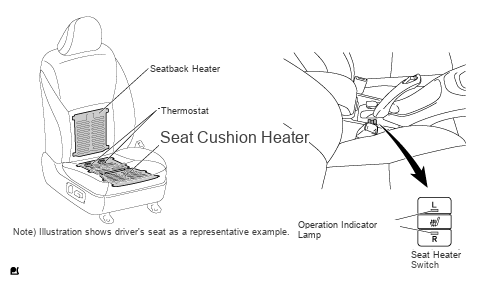 Seatback Heater
Thermostat
Seat Cushion Heater
Note) Illustration shows driver's seat as a representative example.
Operation Indicator
Lamp
L
R
Seat Heater
Switch